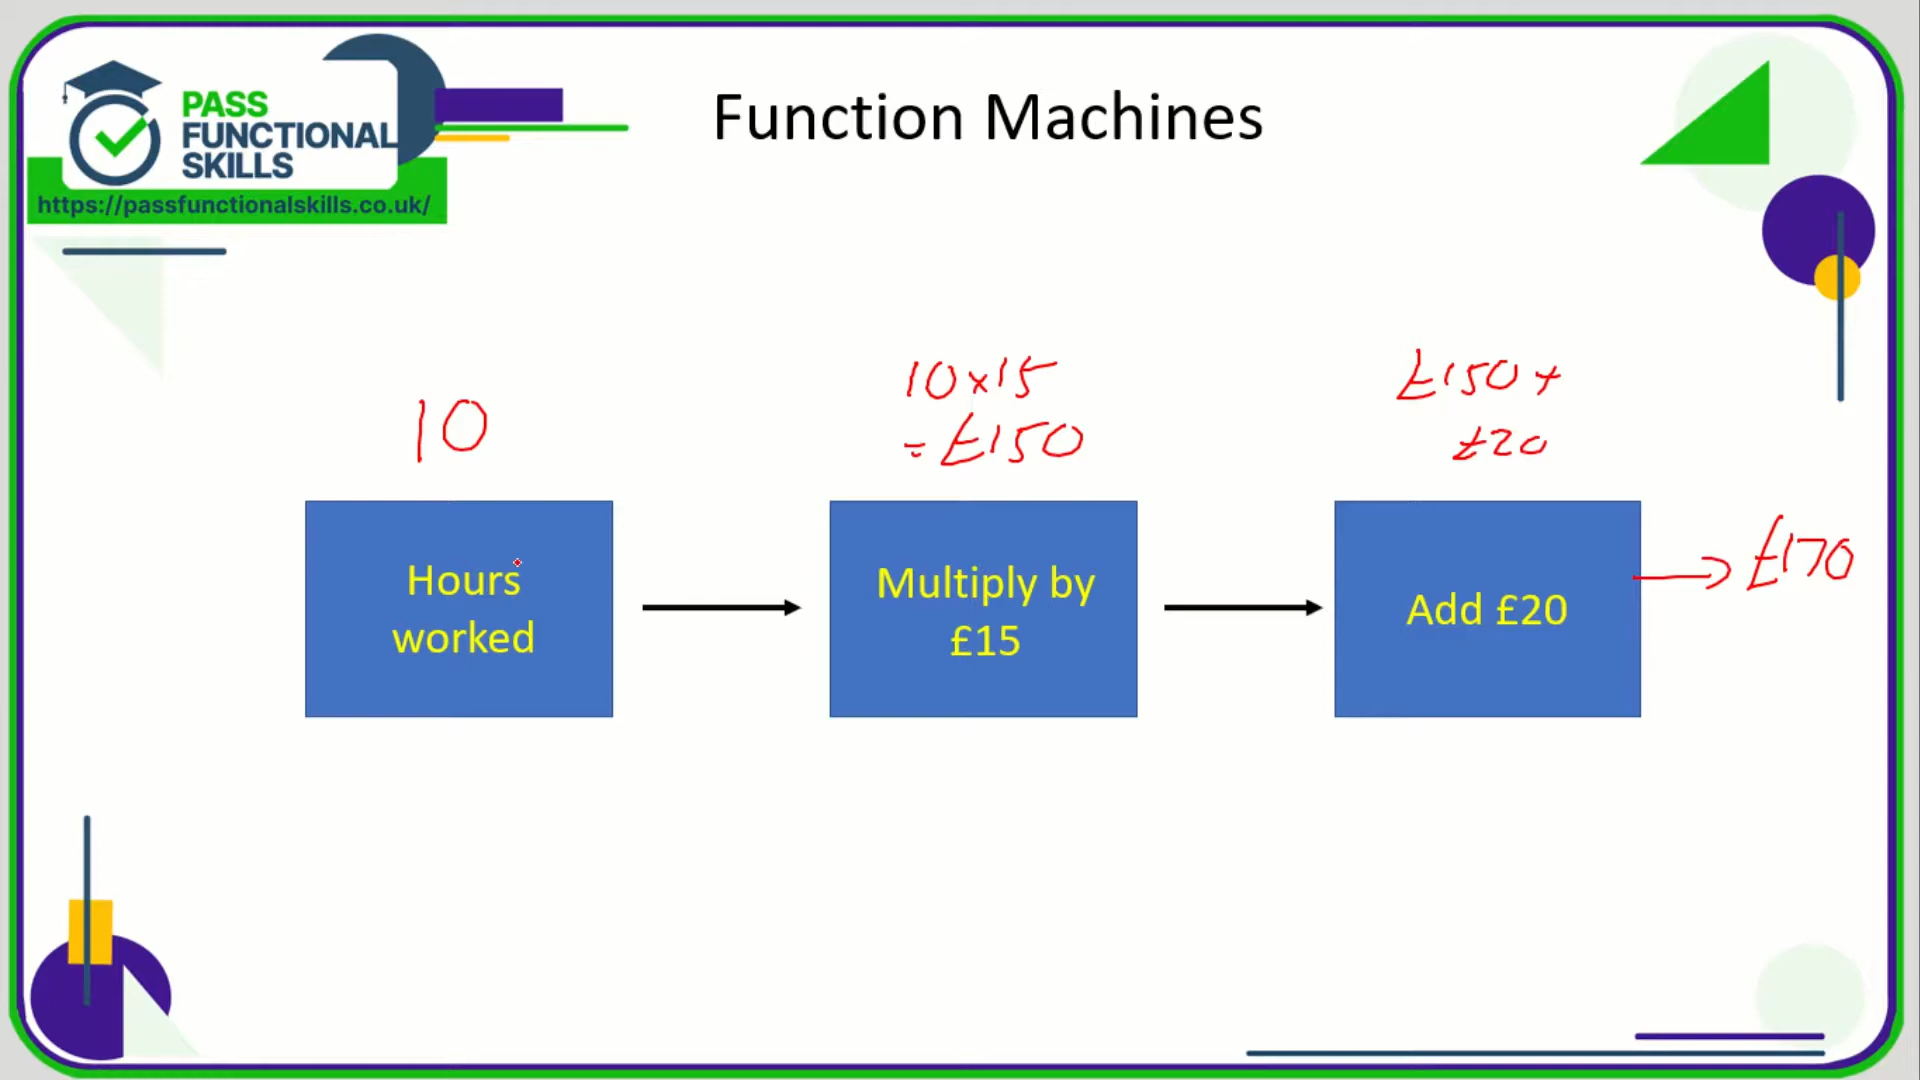 PASS
FUNCTIONAL
SKILLS
https://passfunctionalskills.co.uk/
Function Machines
10
10×15
= £150
£150+
£20
Hours
worked
Multiply by
£15
Add £20
£170